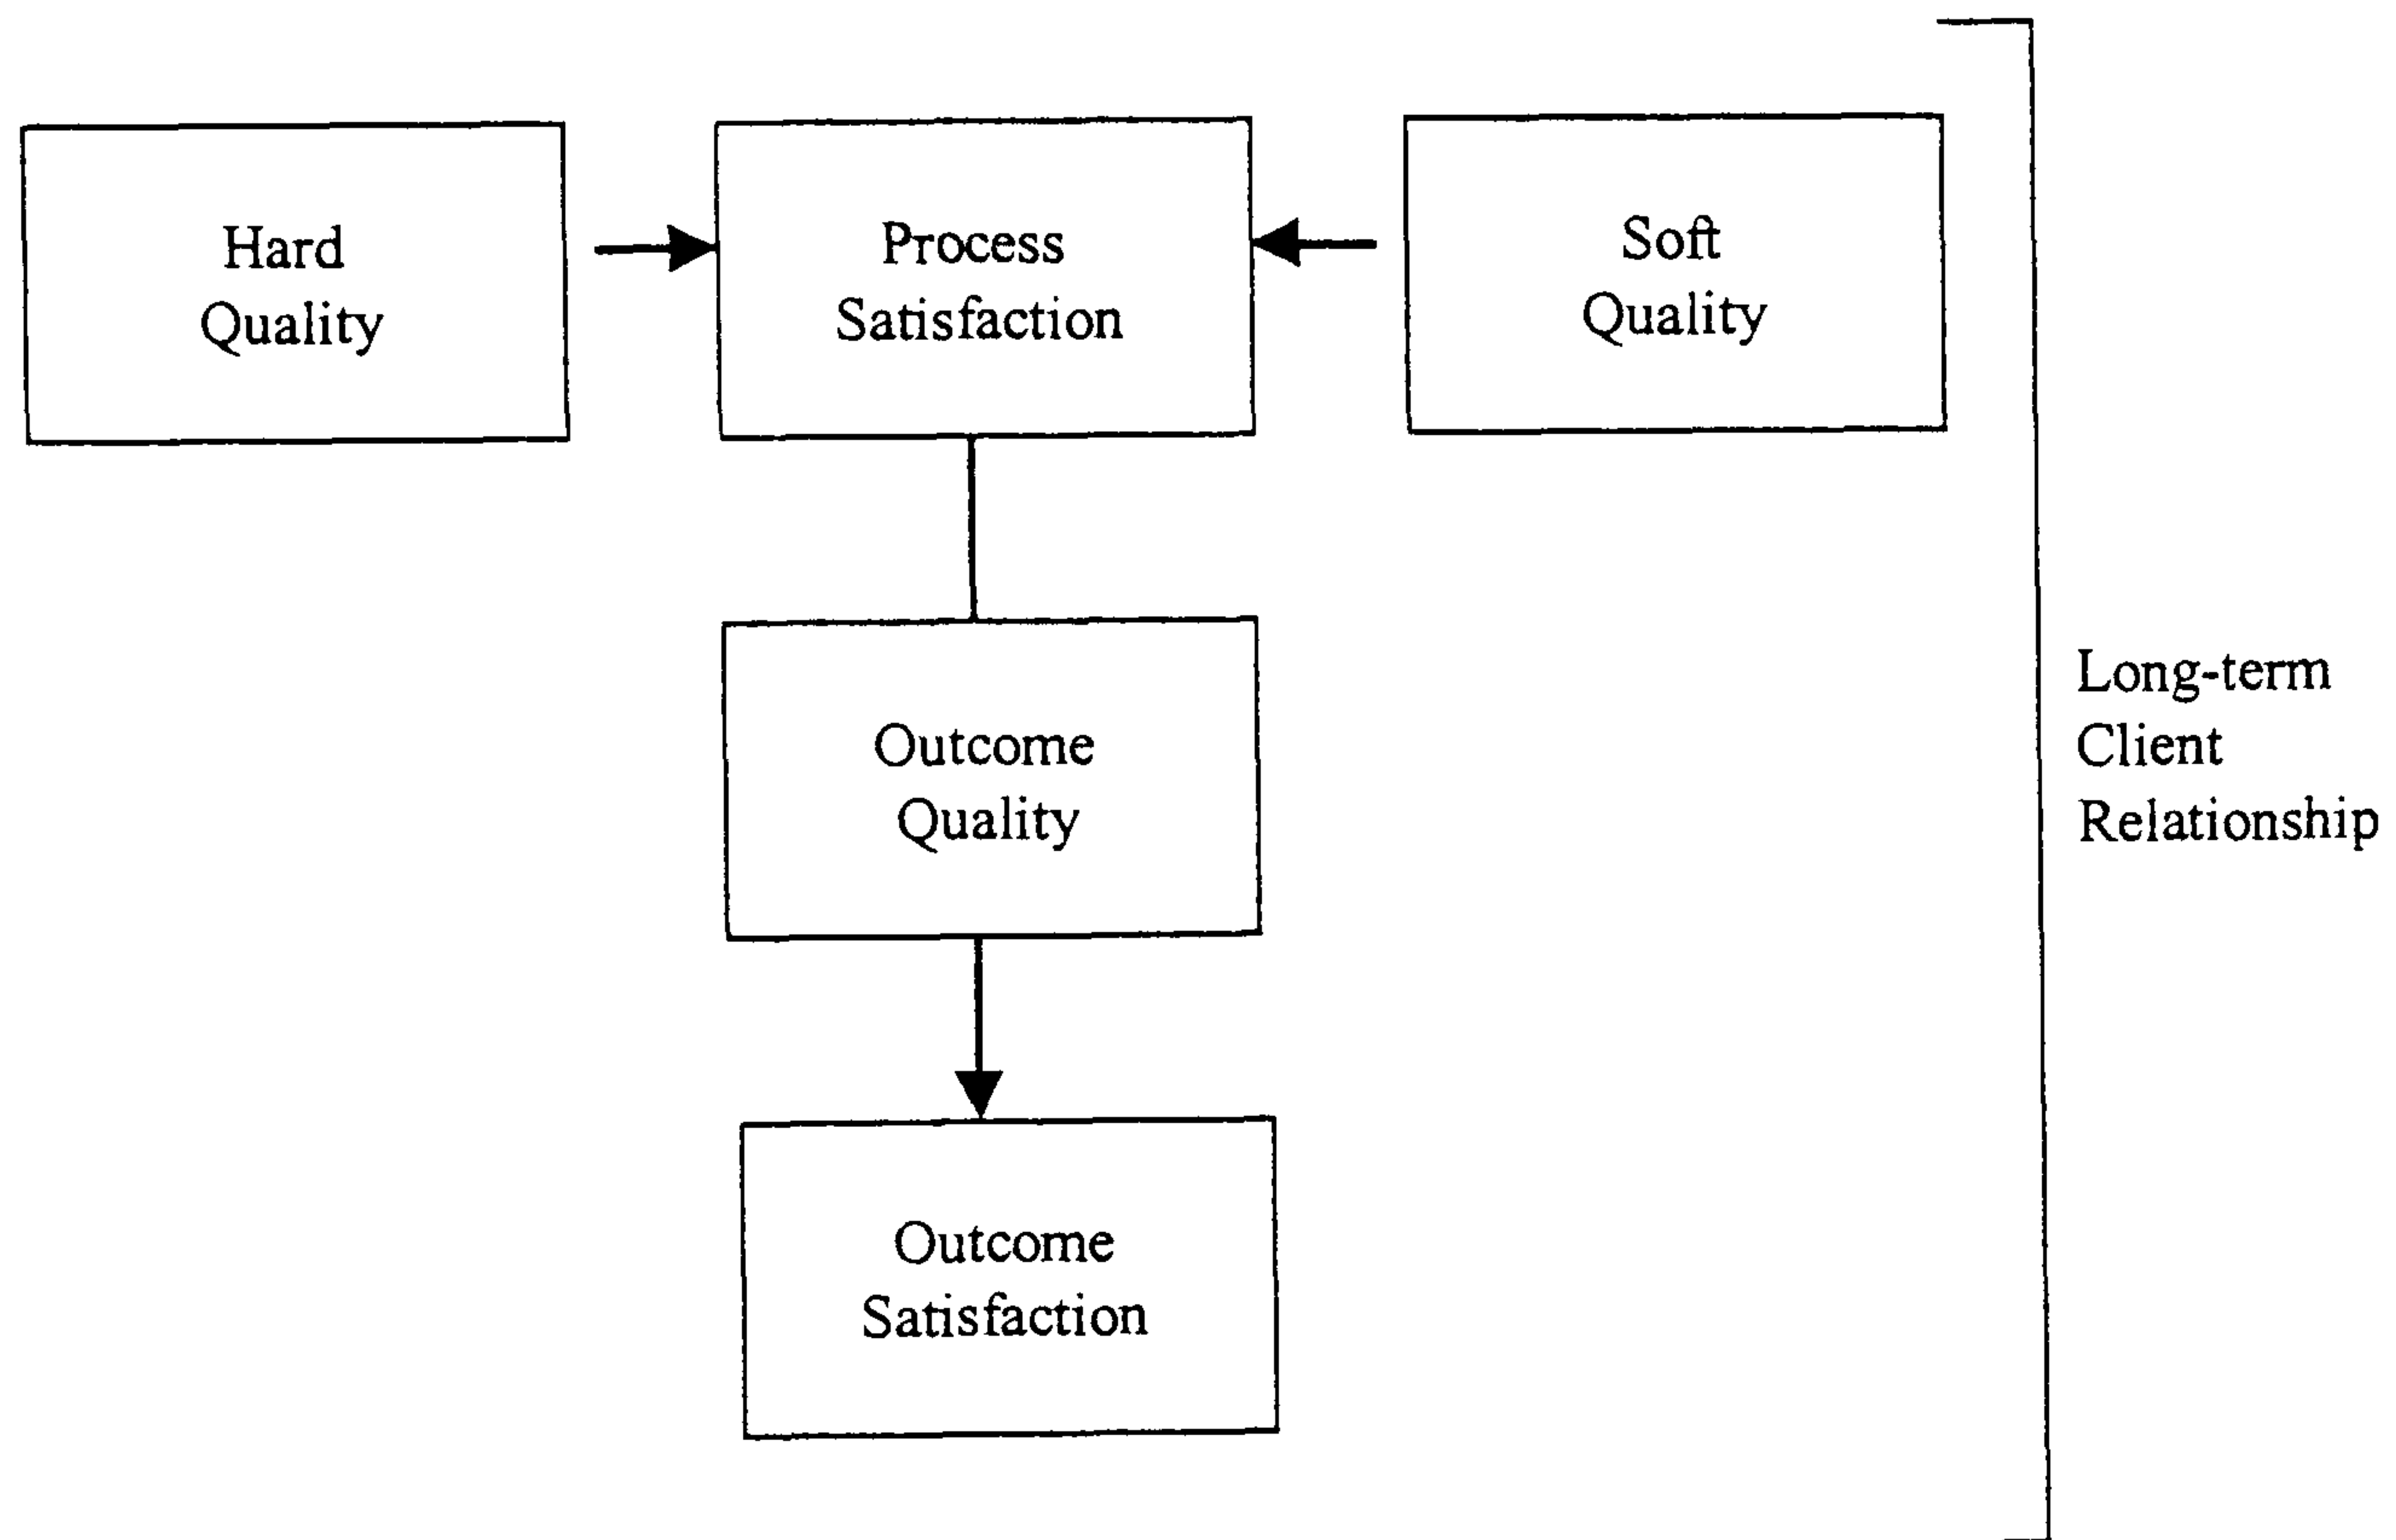 Hard
Quality
Process
Satisfaction
Soft
Quality
Outcome
Quality
Outcome
Satisfaction
Long-term
Client
Relationship